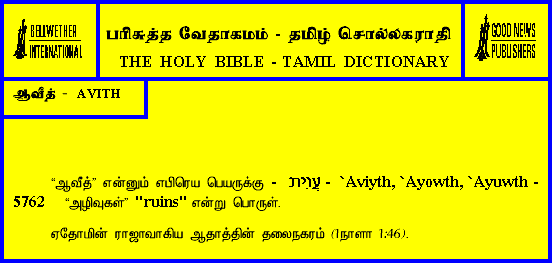 BELLWETHER
INTERNATIONAL
பரிசுத்த வேதாகமம் - தமிழ் சொல்லகராதி
THE HOLY BIBLE - TAMIL DICTIONARY
GOOD NEWS
PUBLISHERS
ஆவீத் - AVITH
“ஆவீத்” என்னும் எபிரெய பெயருக்கு - עֲוִית - `Aviyth, `Ayowth, `Ayuwth -
5762 “அழிவுகள்” "ruins" என்று பொருள்.
ஏதோமின் ராஜாவாகிய ஆதாத்தின் தலைநகரம் (1நாளா 1:46).